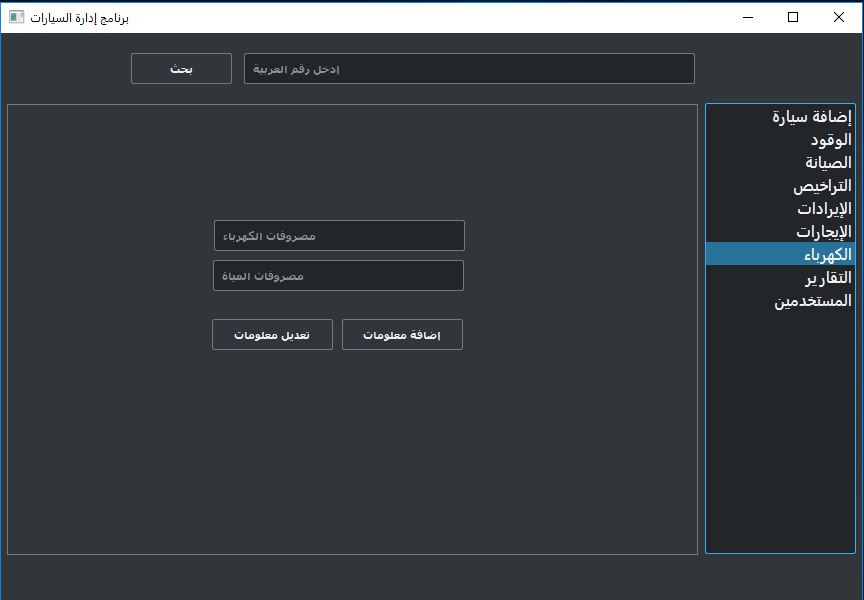 برنامج إدارة السيارات
إدخل رقم العربية
بحث
إضافة سيارة
الوقود
الصيانة
التراخيص
الإيرادات
الإيجارات
الكهرباء
التقارير
المستخدمين
مصروفات الكهرباء
مصروفات المياة
إضافة معلومات
تعديل معلومات